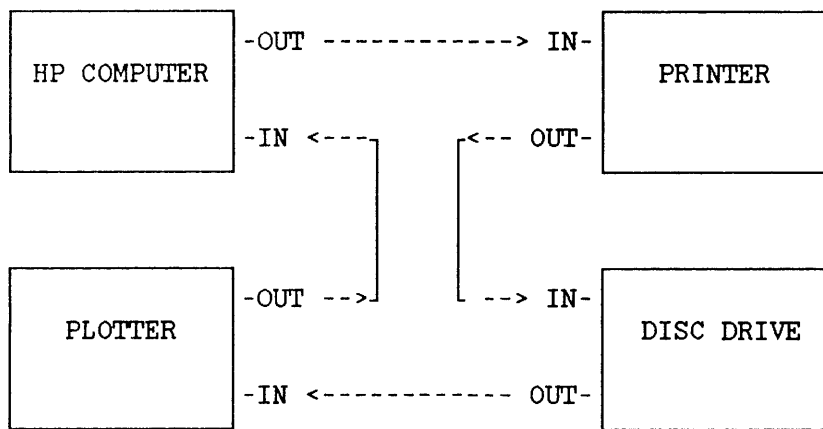 -OUT ------------> IN-
HP COMPUTER PRINTER
-IN <--- <-- OUT-
-OUT --> --> IN-
PLOTTER DISC DRIVE
-IN <------------- OUT-